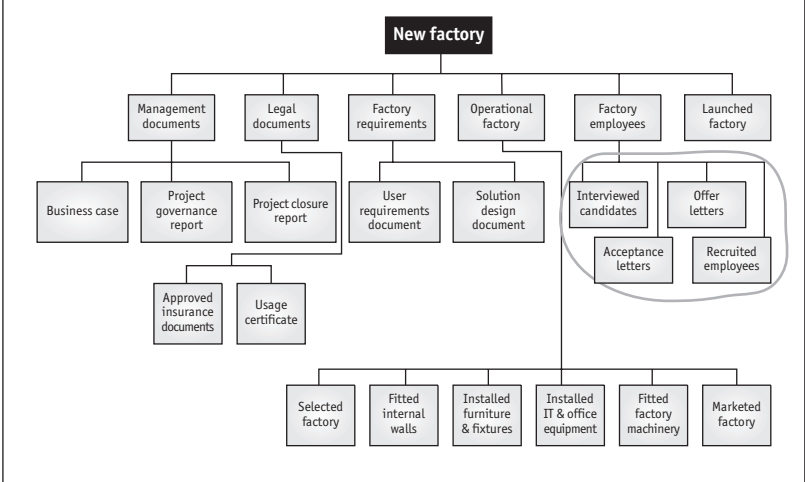 New factory
Management
documents
Legal
documents
Factory
requirements
Operational
factory
Factory
employees
Launched
factory
Business case
Project
governance
report
Project closure
report
User
requirements
document
Solution
design
document
Interviewed
candidates
Offer
letters
Acceptance
letters
Recruited
employees
Approved
insurance
documents
Usage
certificate
Selected
factory
Fitted
internal
walls
Installed
furniture
& fixtures
Installed
IT & office
equipment
Fitted
factory
machinery
Marketed
factory